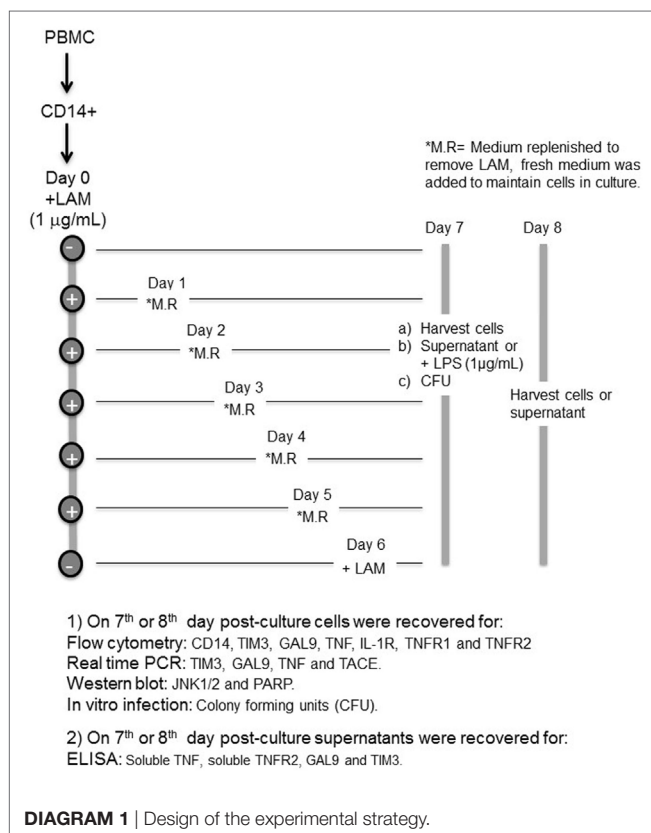 PBMC
CD14+
Day 0
+LAM
(1 µg/mL)
*M.R= Medium replenished to
remove LAM, fresh medium was
added to maintain cells in culture.
Day 7
Day 8
-
+
Day 1
*M.R
+
Day 2
*M.R
+
Day 3
*M.R
+
Day 4
*M.R
+
Day 5
*M.R
-
Day 6
+ LAM
a) Harvest cells
b) Supernatant or
+ LPS (1µg/mL)
c) CFU
Harvest cells or
supernatant
1) On 7th or 8th day post-culture cells were recovered for:
Flow cytometry: CD14, TIM3, GAL9, TNF, IL-1R, TNFR1 and TNFR2
Real time PCR: TIM3, GAL9, TNF and TACE.
Western blot: JNK1/2 and PARP.
In vitro infection: Colony forming units (CFU).
2) On 7th or 8th day post-culture supernatants were recovered for:
ELISA: Soluble TNF, soluble TNFR2, GAL9 and TIM3.
DIAGRAM 1 | Design of the experimental strategy.